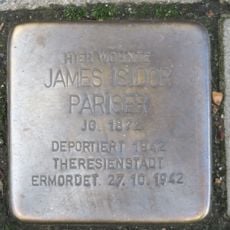 HIER WOHNTE
JAMES ISIDOR
PARISER
JG. 1872
DEPORTIERT 1942
THERESIENSTADT
ERMORDET 27.10.1942